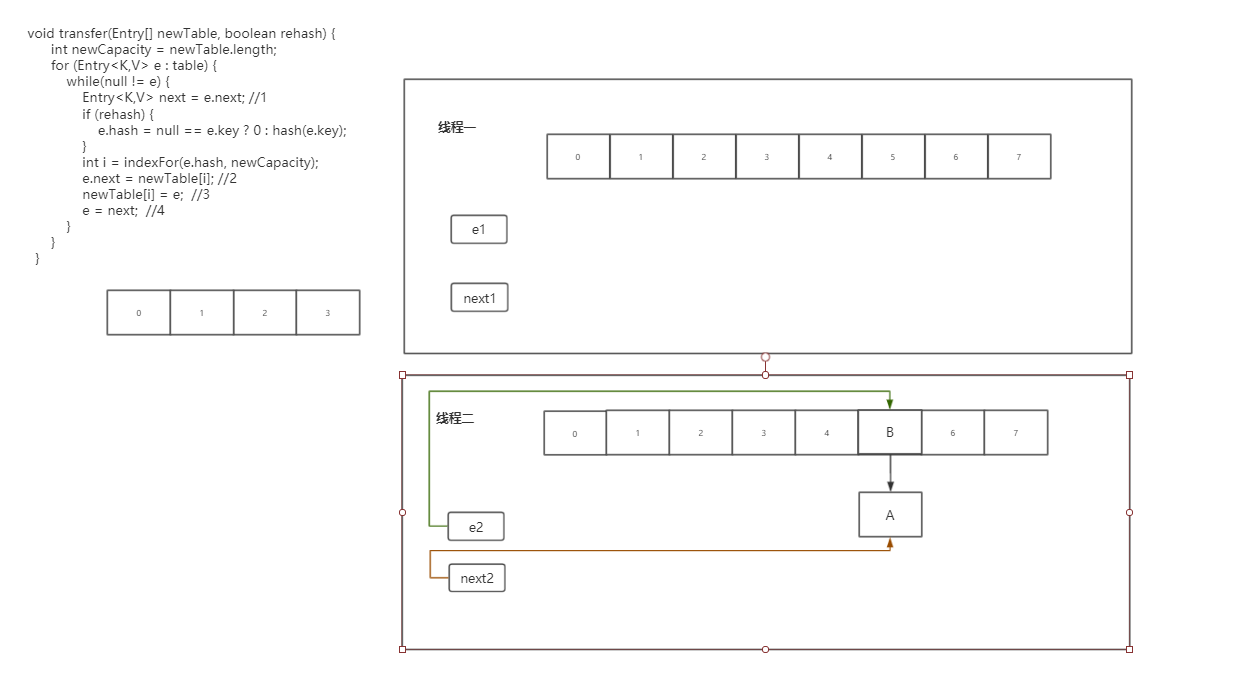 void transfer(Entry[] newTable, boolean rehash) {
int newCapacity = newTable.length;
for (Entry<K,V> e : table) {
while(null != e) {
Entry<K,V> next = e.next; //1
if (rehash) {
e.hash = null == e.key ? 0 : hash(e.key);
}
int i = indexFor(e.hash, newCapacity);
e.next = newTable[i]; //2
newTable[i] = e;  //3
e = next;  //4
}
}
}
0 1 2 3
线程一
0 1 2 3 4 5 6 7
e1
next1
线程二
0 1 2 3 4 B 6 7
A
e2
next2